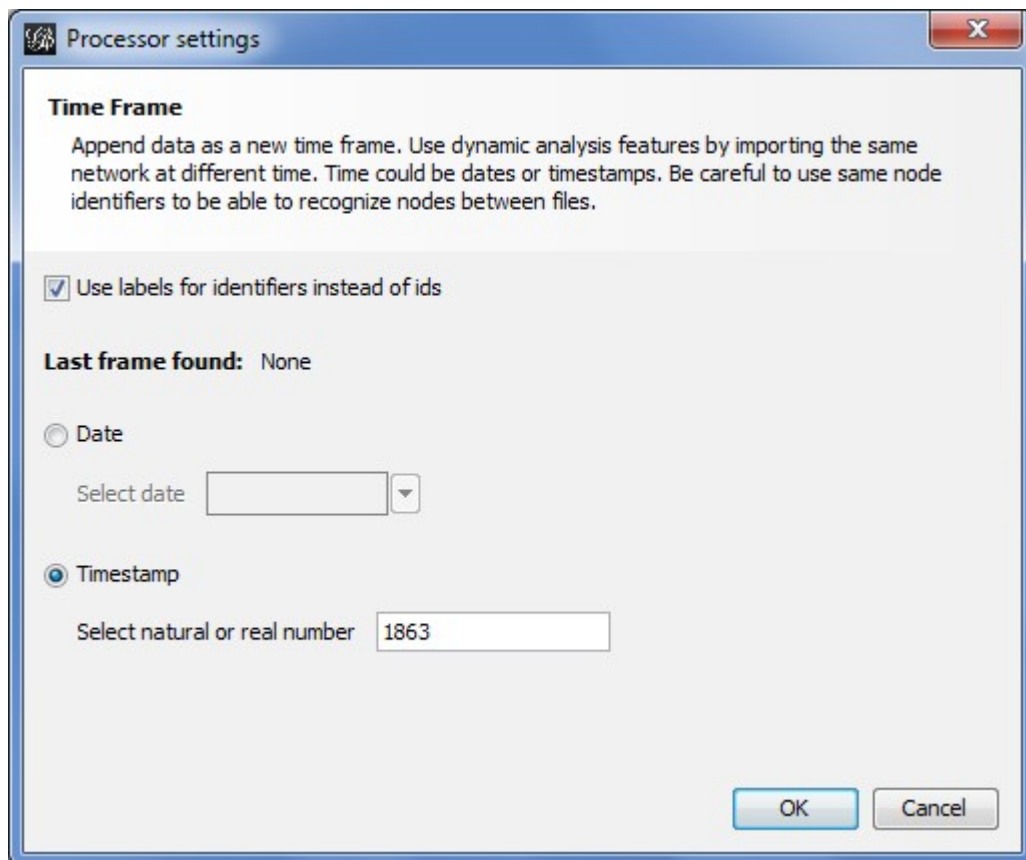 Processor settings
Time Frame
Append data as a new time frame. Use dynamic analysis features by importing the same
network at different time. Time could be dates or timestamps. Be careful to use same node
identifiers to be able to recognize nodes between files.
Use labels for identifiers instead of ids
Last frame found: None
Date
Select date
Timestamp
Select natural or real number 1863
OK Cancel